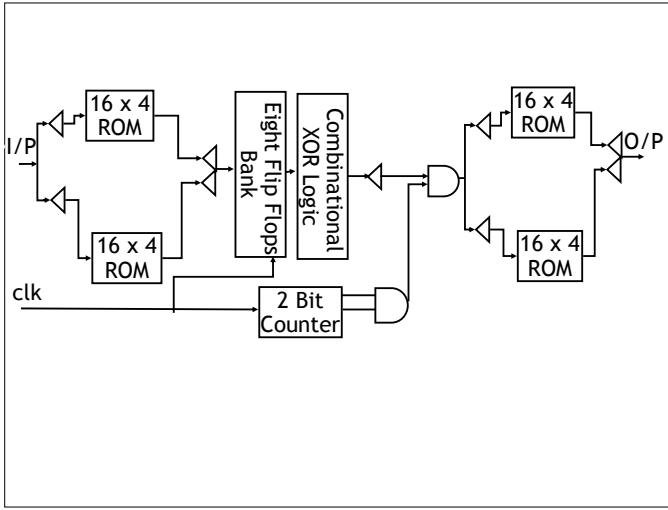 I/P
16 x 4
ROM
16 x 4
ROM
Eight Flip Flops
Bank
Combinational
XOR Logic
16 x 4
ROM
O/P
16 x 4
ROM
clk
2 Bit
Counter